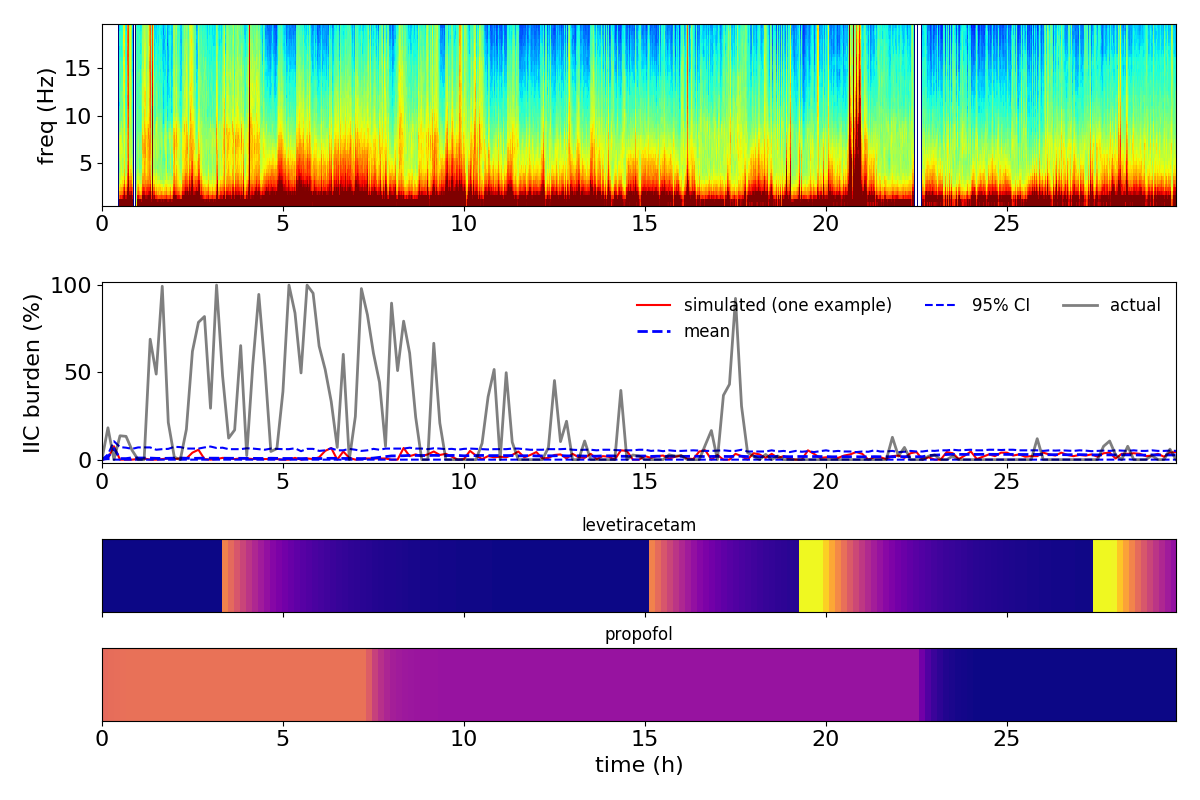 freq (Hz)
15
10
5
0 5 10 15 20 25
IIC burden (%)
100
50
0
simulated (one example) 95% CI actual
mean
0 5 10 15 20 25
levetiracetam
propofol
0 5 10 15 20 25
time (h)